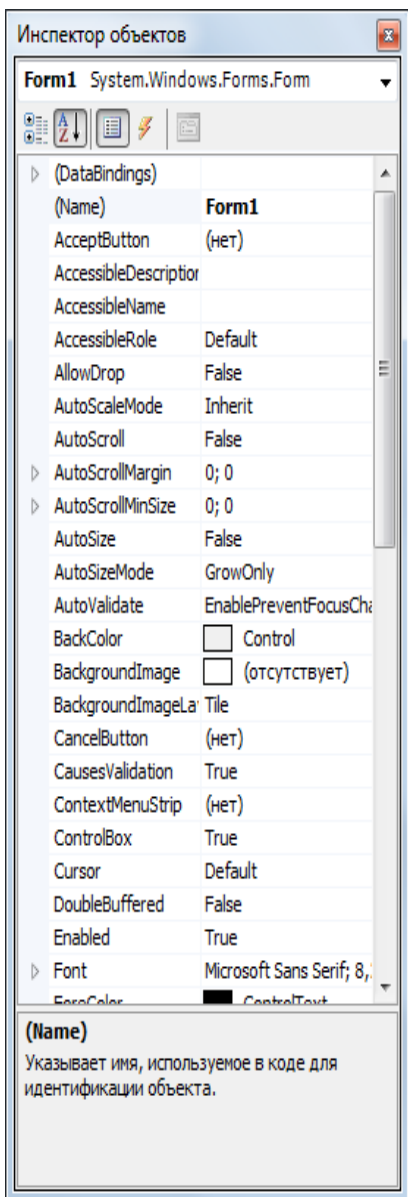 Инспектор объектов
Form1 System.Windows.Forms.Form
(DataBindings)
(Name) Form1
AcceptButton (нет)
AccessibleDescription
AccessibleName
AccessibleRole Default
AllowDrop False
AutoScaleMode Inherit
AutoScroll False
AutoScrollMargin 0; 0
AutoScrollMinSize 0; 0
AutoSize False
AutoSizeMode GrowOnly
AutoValidate EnablePreventFocusCha
BackColor Control
BackgroundImage (отсутствует)
BackgroundImageLa Tile
CancelButton (нет)
CausesValidation True
ContextMenuStrip (нет)
ControlBox True
Cursor Default
DoubleBuffered False
Enabled True
Font Microsoft Sans Serif; 8,
ForeColor ControlText
(Name)
Указывает имя, используемое в коде для
идентификации объекта.